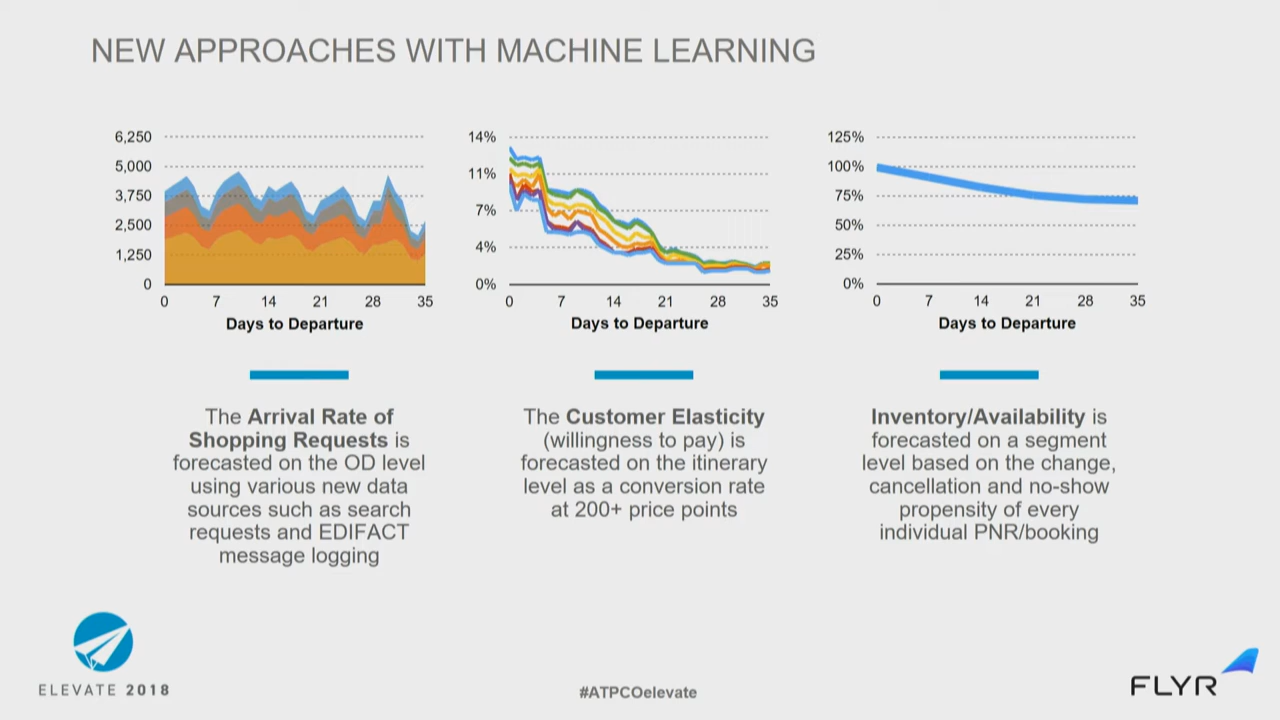 NEW APPROACHES WITH MACHINE LEARNING
6,250
5,000
3,750
2,500
1,250
0
0 7 14 21 28 35
Days to Departure
14%
11%
7%
4%
0%
0 7 14 21 28 35
Days to Departure
125%
100%
75%
50%
25%
0%
0 7 14 21 28 35
Days to Departure
The Arrival Rate of
Shopping Requests is
forecasted on the OD level
using various new data
sources such as search
requests and EDIFACT
message logging
The Customer Elasticity
(willingness to pay) is
forecasted on the itinerary
level as a conversion rate
at 200+ price points
Inventory/Availability is
forecasted on a segment
level based on the change,
cancellation and no-show
propensity of every
individual PNR/booking
ELEVATE 2018
#ATPCOelevate
FLYR